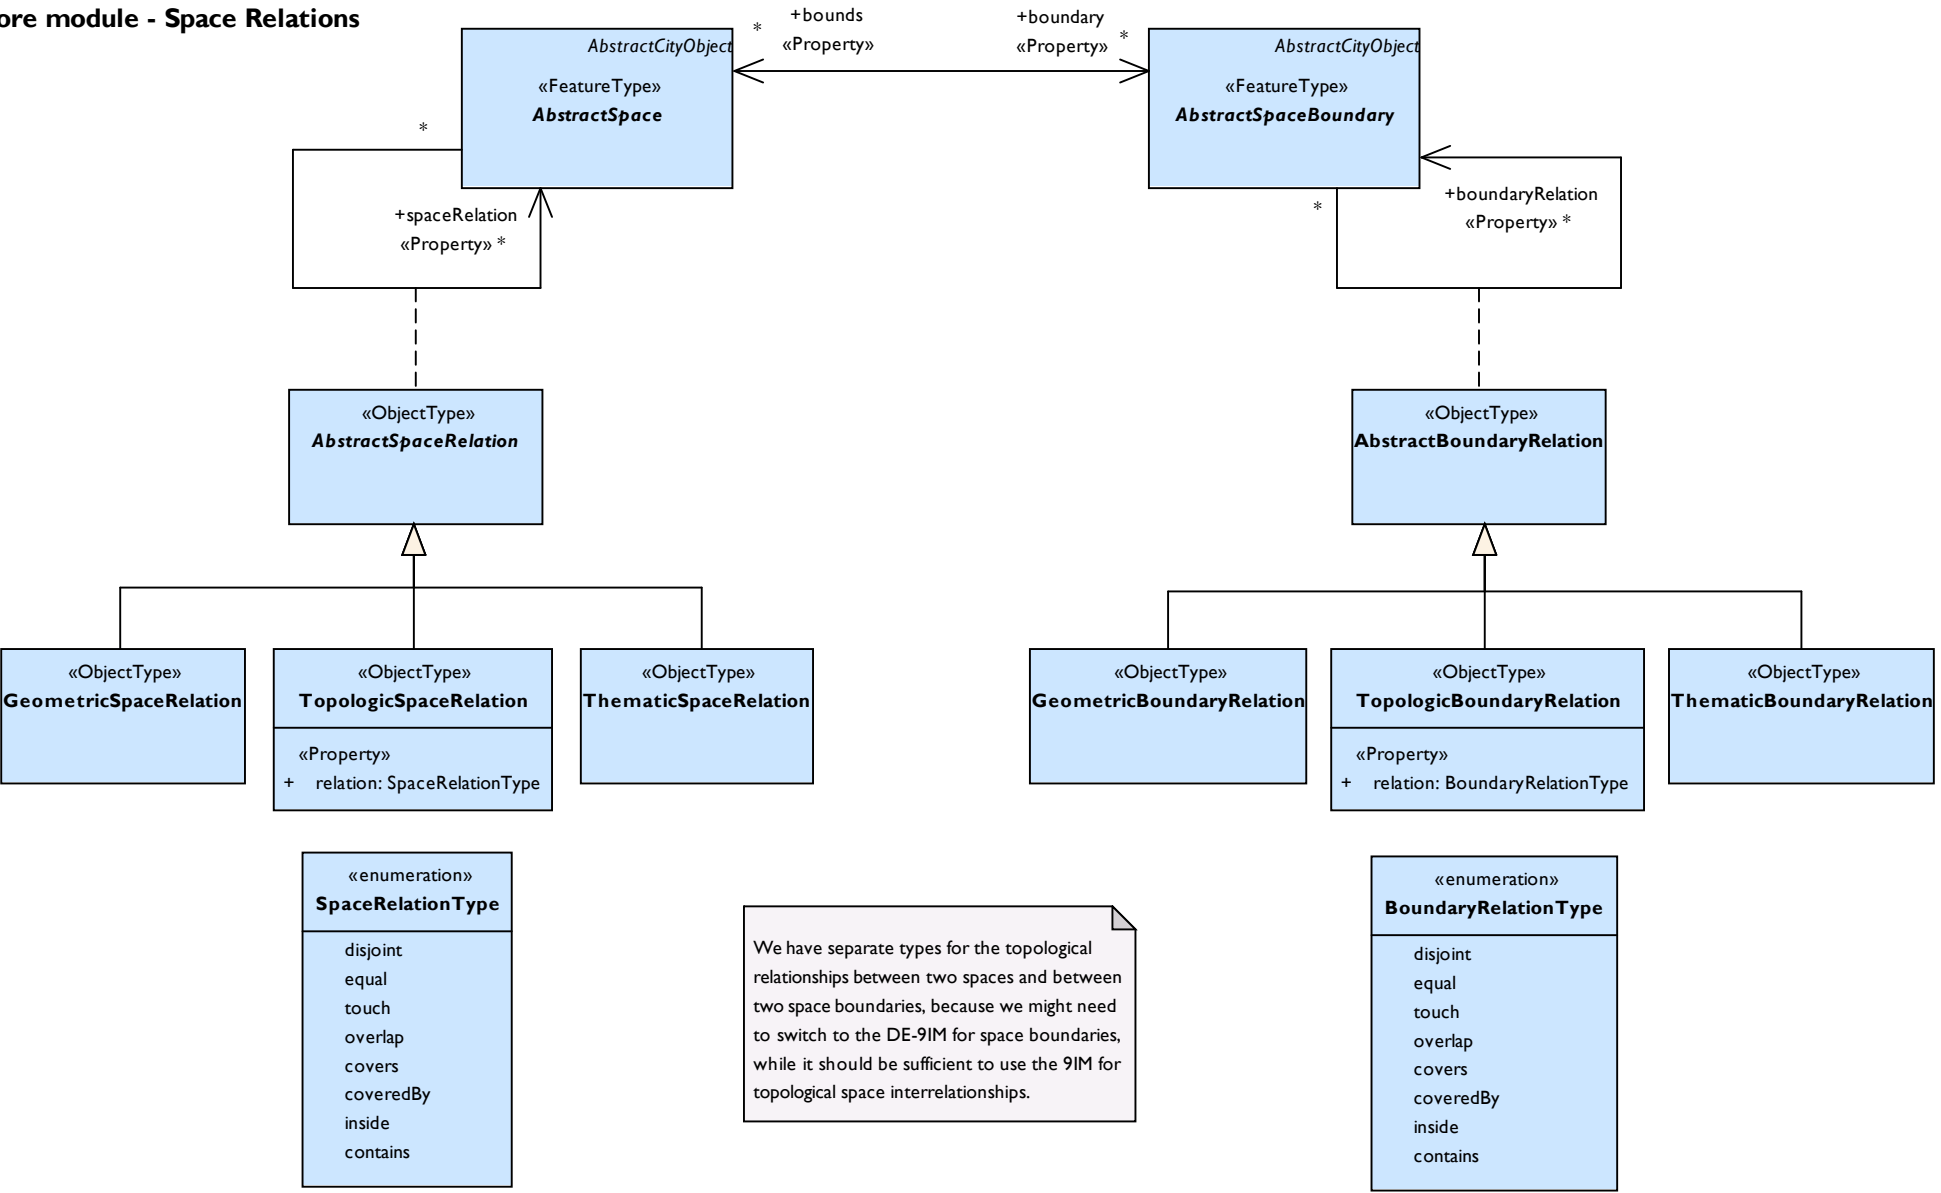 ore module - Space Relations
+bounds
«Property»
*
+boundary
«Property»
*
AbstractCityObject
«FeatureType»
AbstractSpace
AbstractCityObject
«FeatureType»
AbstractSpaceBoundary
*
+spaceRelation
«Property» *
*
+boundaryRelation
«Property» *
«ObjectType»
AbstractSpaceRelation
«ObjectType»
AbstractBoundaryRelation
«ObjectType»
GeometricSpaceRelation
«ObjectType»
TopologicSpaceRelation
«Property»
+ relation: SpaceRelationType
«ObjectType»
ThematicSpaceRelation
«ObjectType»
GeometricBoundaryRelation
«ObjectType»
TopologicBoundaryRelation
«Property»
+ relation: BoundaryRelationType
«ObjectType»
ThematicBoundaryRelation
«enumeration»
SpaceRelationType
disjoint
equal
touch
overlap
covers
coveredBy
inside
contains
We have separate types for the topological
relationships between two spaces and between
two space boundaries, because we might need
to switch to the DE-9IM for space boundaries,
while it should be sufficient to use the 9IM for
topological space interrelationships.
«enumeration»
BoundaryRelationType
disjoint
equal
touch
overlap
covers
coveredBy
inside
contains